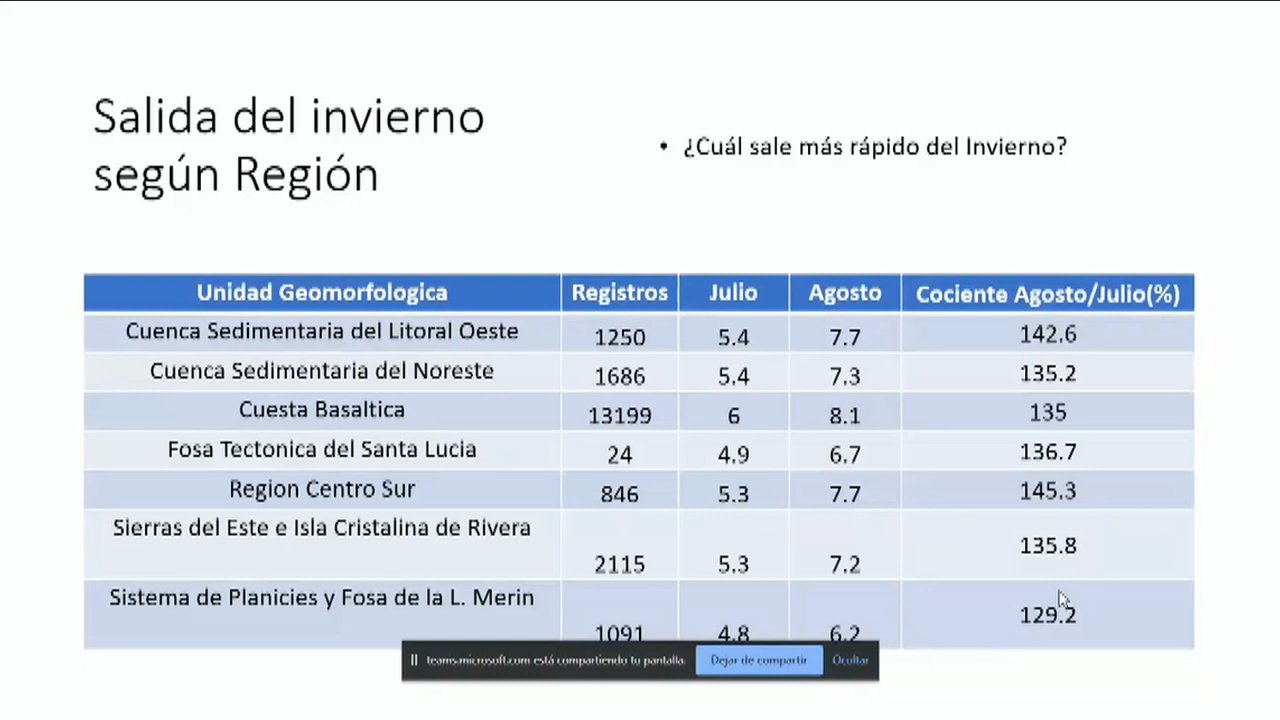 Salida del invierno
según Región
• ¿Cuál sale más rápido del Invierno?
Unidad Geomorfologica Registros Julio Agosto Cociente Agosto/Julio(%)
Cuenca Sedimentaria del Litoral Oeste 1250 5.4 7.7 142.6
Cuenca Sedimentaria del Noreste 1686 5.4 7.3 135.2
Cuesta Basaltica 13199 6 8.1 135
Fosa Tectonica del Santa Lucia 24 4.9 6.7 136.7
Region Centro Sur 846 5.3 7.7 145.3
Sierras del Este e Isla Cristalina de Rivera 2115 5.3 7.2 135.8
Sistema de Planicies y Fosa de la L. Merin 1091 4.8 6.2 129.2
teams.microsoft.com está compartiendo tu pantalla. Dejar de compartir Ocultar